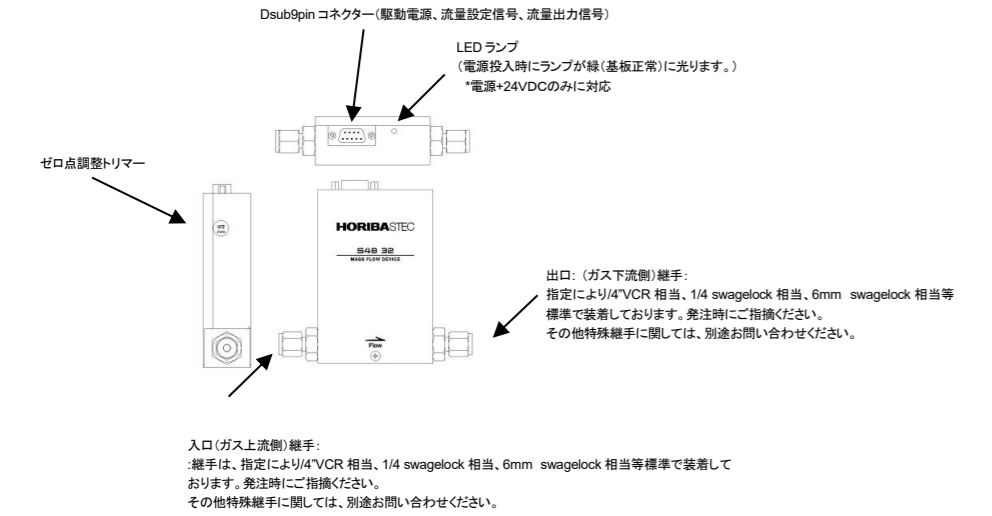 Dsub9pin コネクター(駆動電源、流量設定信号、流量出力信号)
LED ランプ
(電源投入時にランプが緑(基板正常)に光ります。)
*電源+24VDCのみに対応
ゼロ点調整トリマー
HORIBASTEC
S48 32
MASS FLOW DEVICE
Flow
出口: (ガス下流側)継手:
指定により/4"VCR 相当、1/4 swagelock 相当、6mm swagelock 相当等
標準で装着しております。発注時にご指摘ください。
その他特殊継手に関しては、別途お問い合わせください。
入口(ガス上流側)継手:
:継手は、指定により/4"VCR 相当、1/4 swagelock 相当、6mm swagelock 相当等標準で装着して
おります。発注時にご指摘ください。
その他特殊継手に関しては、別途お問い合わせください。